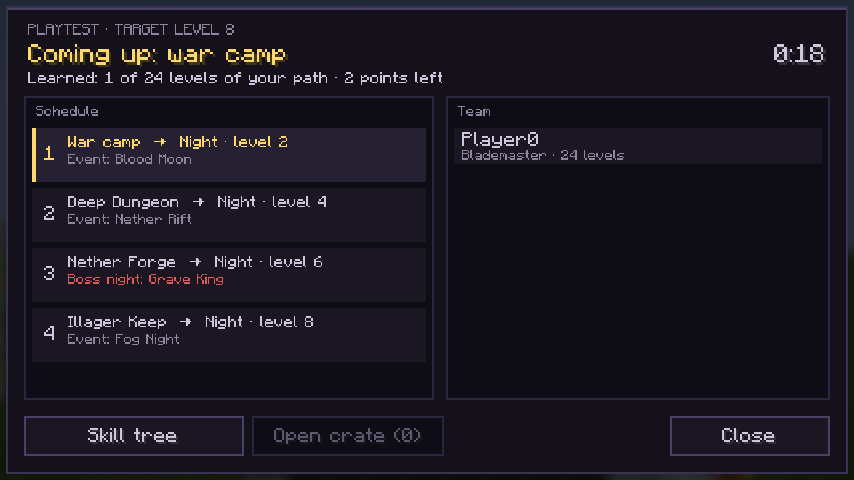 PLAYTEST · TARGET LEVEL 8
Coming up: war camp
0:18
Learned: 1 of 24 levels of your path · 2 points left
Schedule
1
War camp → Night · level 2
Event: Blood Moon
2
Deep Dungeon → Night · level 4
Event: Nether Rift
3
Nether Forge → Night · level 6
Boss night: Grave King
4
Illager Keep → Night · level 8
Event: Fog Night
Team
Player0
Blademaster · 24 levels
Skill tree
Open crate (0)
Close